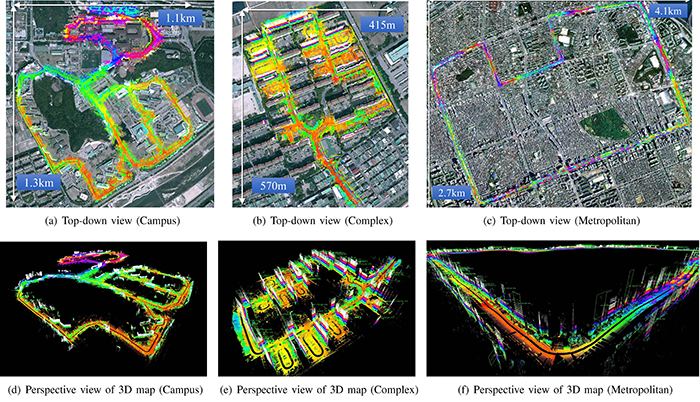 1.1km
1.3km
415m
570m
4.1km
2.7km
(a) Top-down view (Campus)
(b) Top-down view (Complex)
(c) Top-down view (Metropolitan)
(d) Perspective view of 3D map (Campus)
(e) Perspective view of 3D map (Complex)
(f) Perspective view of 3D map (Metropolitan)